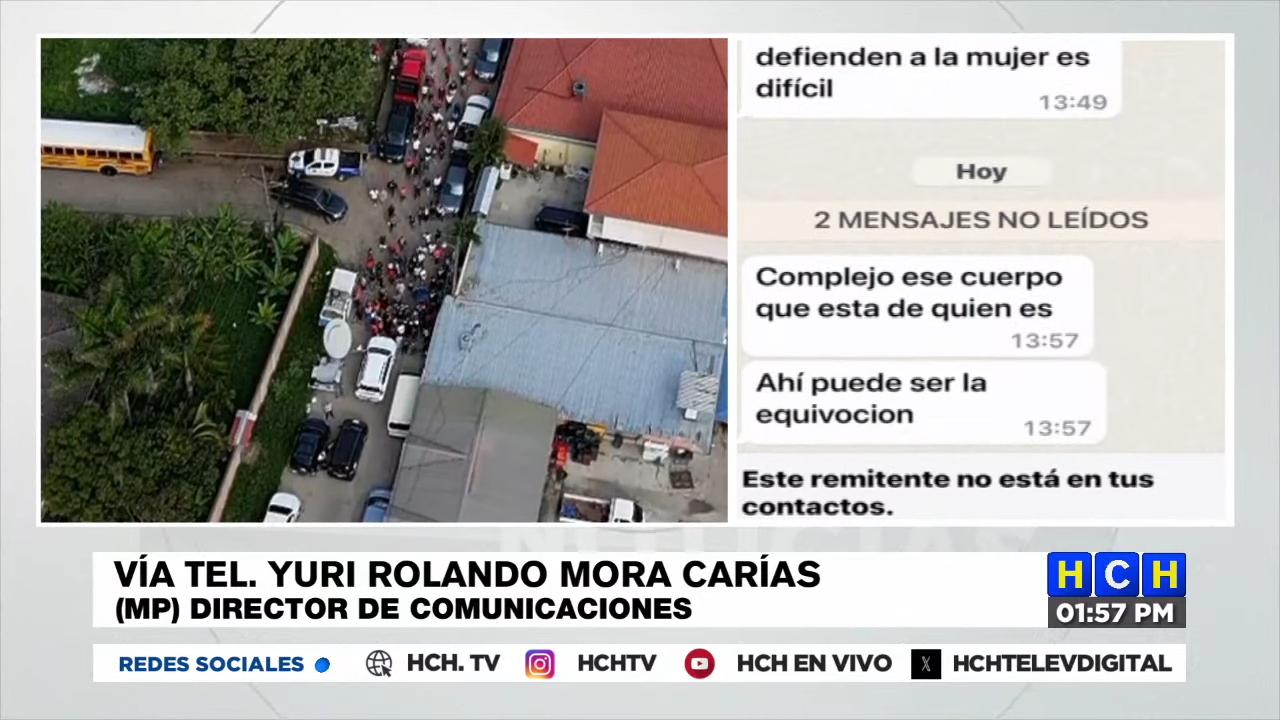 defienden a la mujer es
difícil
13:49
Hoy
2 MENSAJES NO LEÍDOS
Complejo ese cuerpo
que esta de quien es
13:57
Ahí puede ser la
equivocion
13:57
Este remitente no está en tus
contactos.
NOTICIAS
VÍA TEL. YURI ROLANDO MORA CARÍAS
(MP) DIRECTOR DE COMUNICACIONES
HCH
01:57 PM
REDES SOCIALES HCH. TV HCHTV HCH EN VIVO X HCHTELEVDIGITAL